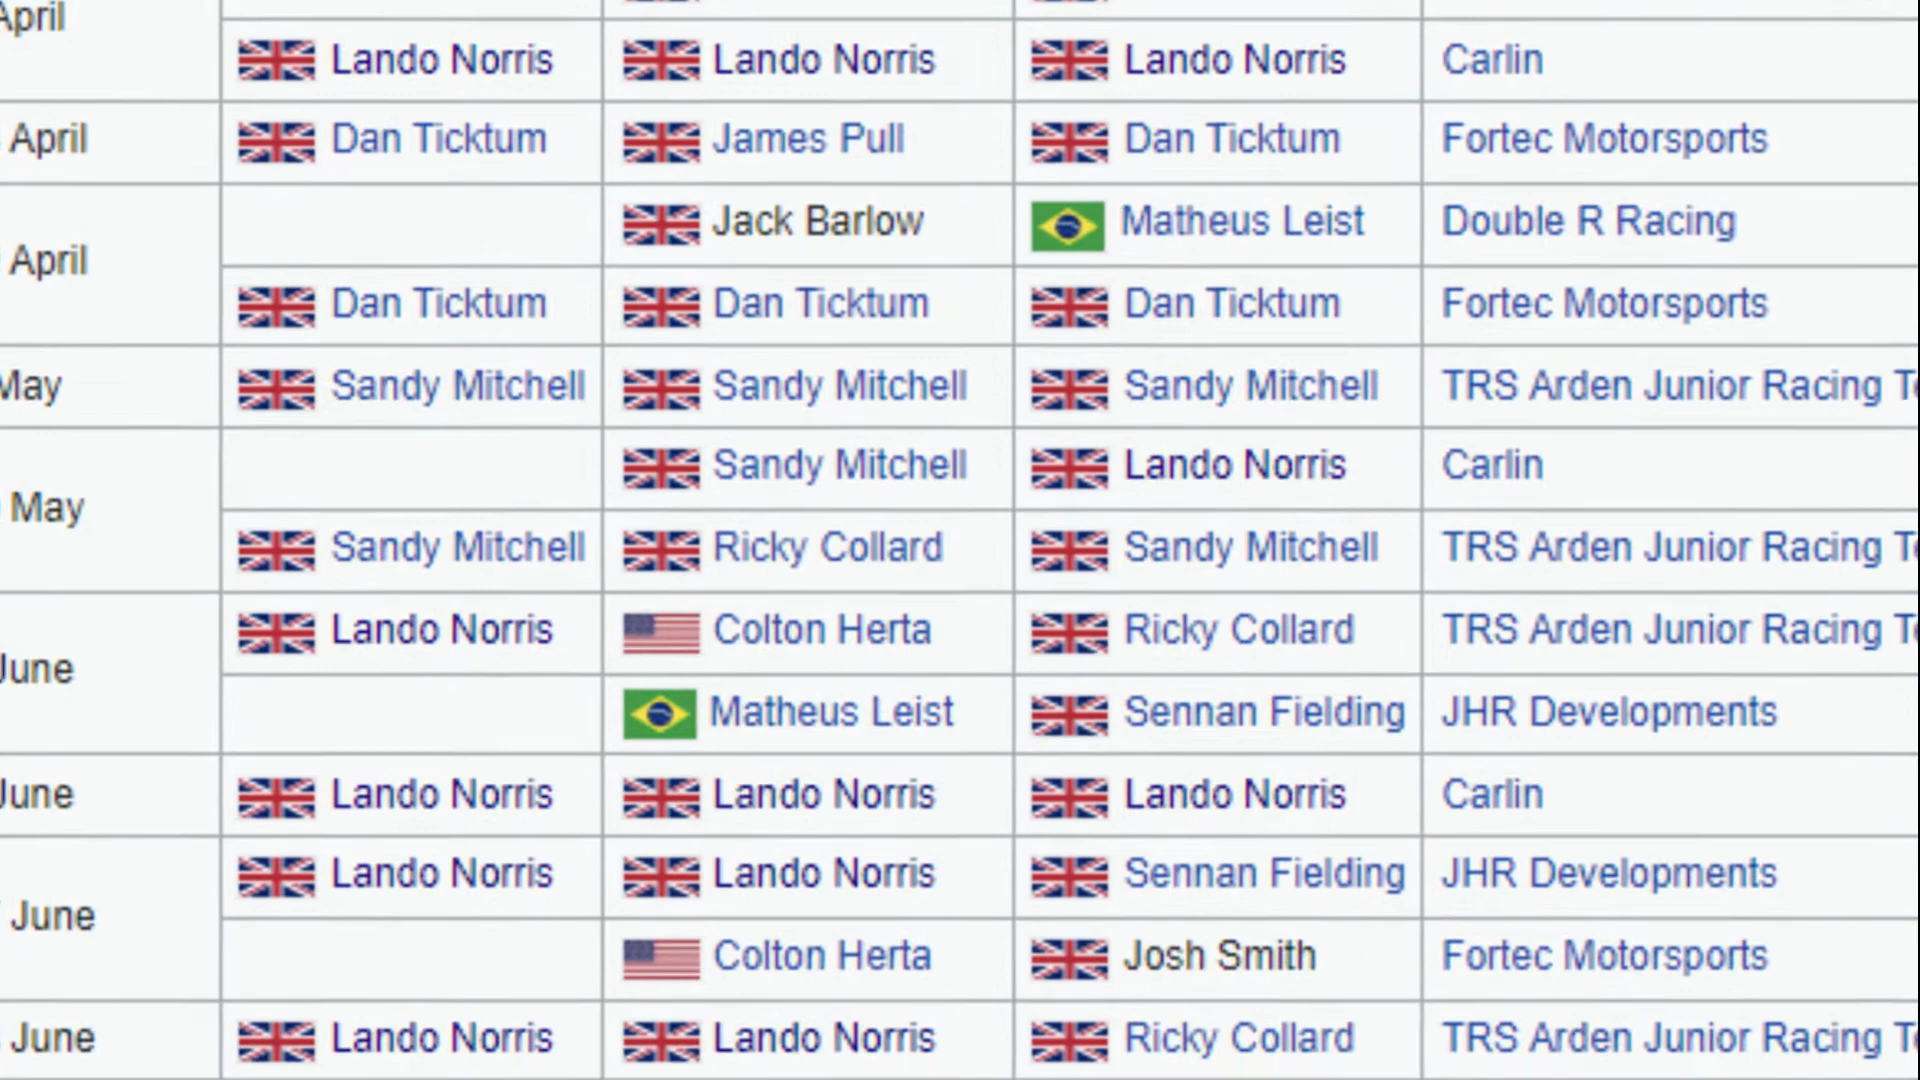 April
Lando Norris Lando Norris Lando Norris Carlin
April Dan Ticktum James Pull Dan Ticktum Fortec Motorsports
Jack Barlow Matheus Leist Double R Racing
April
Dan Ticktum Dan Ticktum Dan Ticktum Fortec Motorsports
May Sandy Mitchell Sandy Mitchell Sandy Mitchell TRS Arden Junior Racing
Sandy Mitchell Lando Norris Carlin
May
Sandy Mitchell Ricky Collard Sandy Mitchell TRS Arden Junior Racing
Lando Norris Colton Herta Ricky Collard TRS Arden Junior Racing
June
Matheus Leist Sennan Fielding JHR Developments
June Lando Norris Lando Norris Lando Norris Carlin
Lando Norris Lando Norris Sennan Fielding JHR Developments
June
Colton Herta Josh Smith Fortec Motorsports
June Lando Norris Lando Norris Ricky Collard TRS Arden Junior Racing